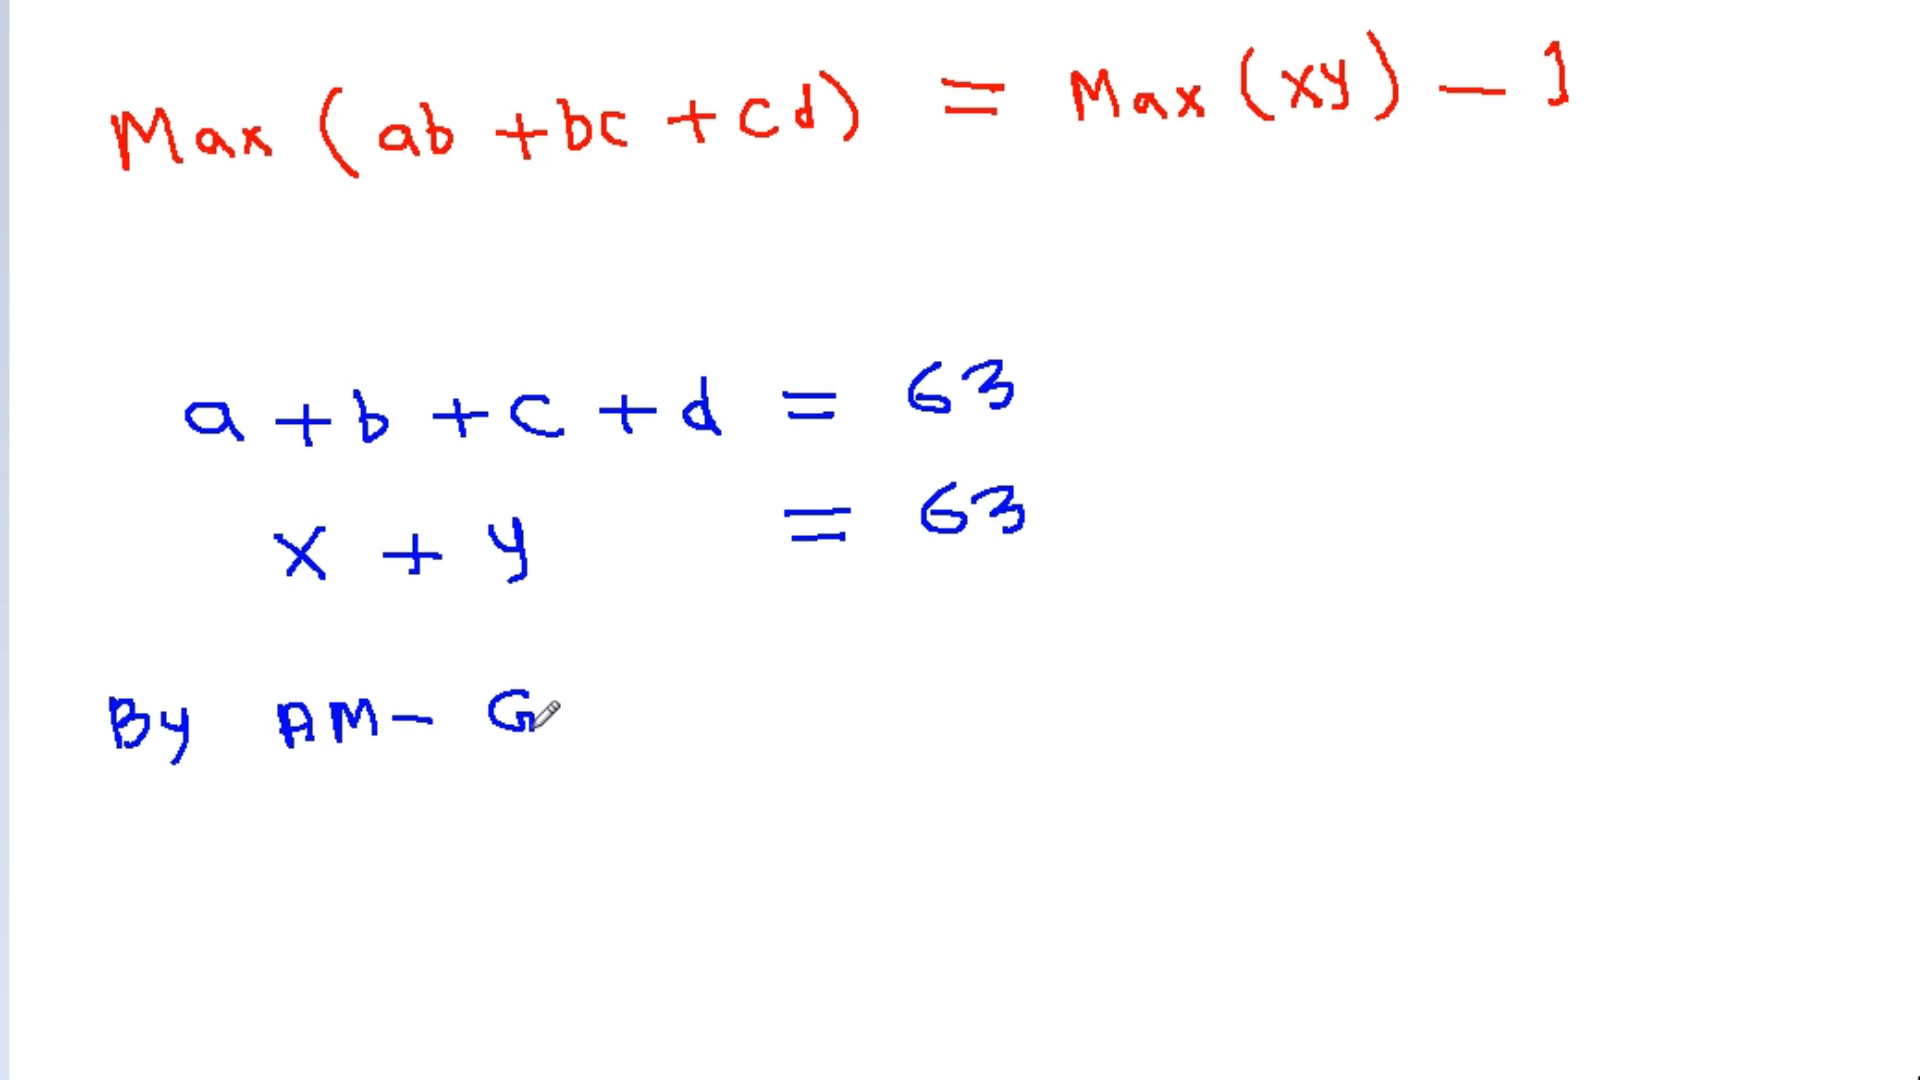 Max (ab + bc + cd) = Max (xy) - 1
a + b + c + d = 63
x + y = 63
By AM - G